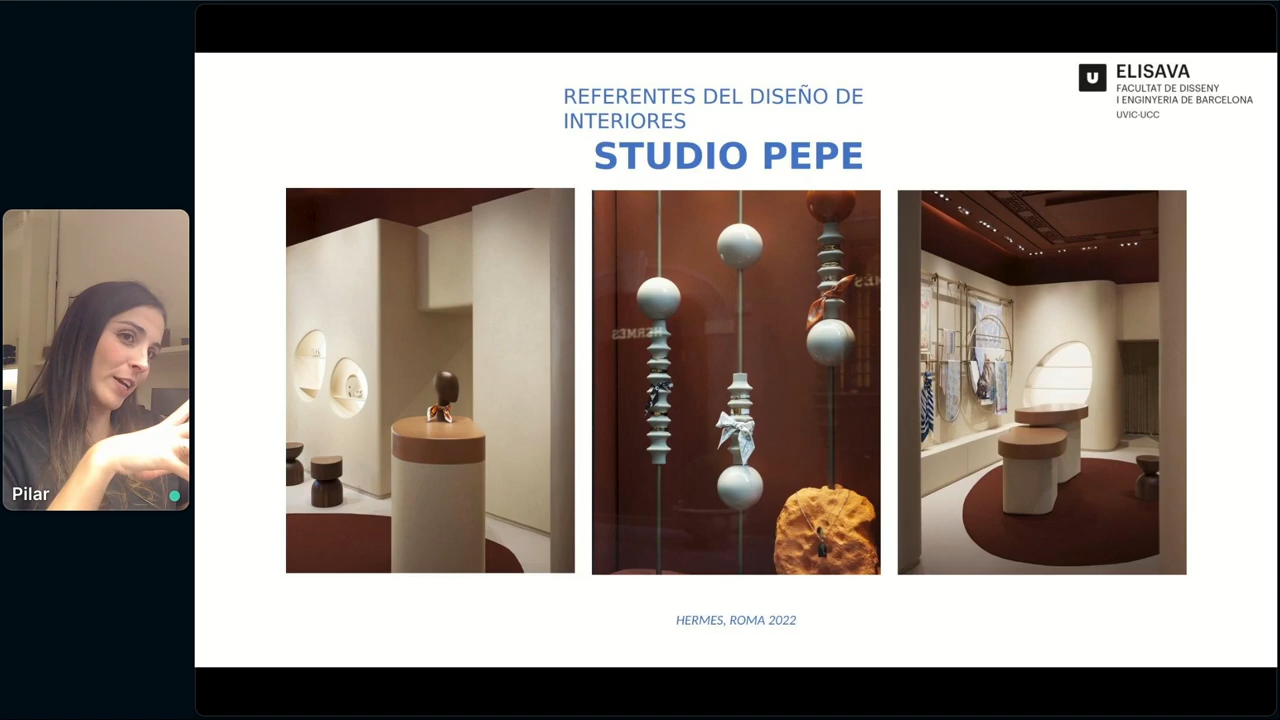 REFERENTES DEL DISEÑO DE
INTERIORES
STUDIO PEPE
U ELISAVA
FACULTAT DE DISSENY
I ENGINYERIA DE BARCELONA
UVIC·UCC
HERMES
HERMES, ROMA 2022
Pilar